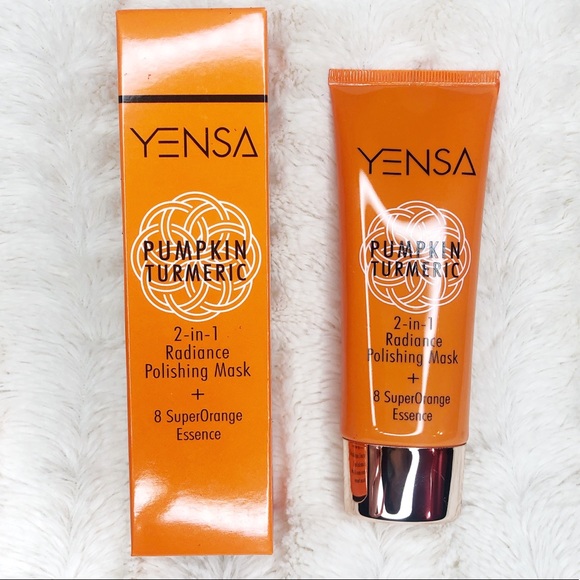 YENSA
PUMPKIN
TURMERIC
2-in-1
Radiance
Polishing Mask
+
8 SuperOrange
Essence
YENSA
PUMPKIN
TURMERIC
2-in-1
Radiance
Polishing Mask
+
8 SuperOrange
Essence